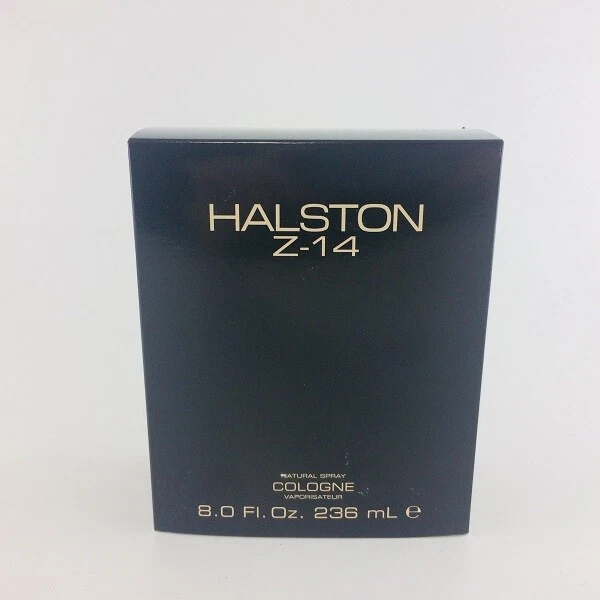 HALSTON
Z-14
NATURAL SPRAY
COLOGNE
VAPORISATEUR
8.0 Fl. Oz. 236 mL ℮